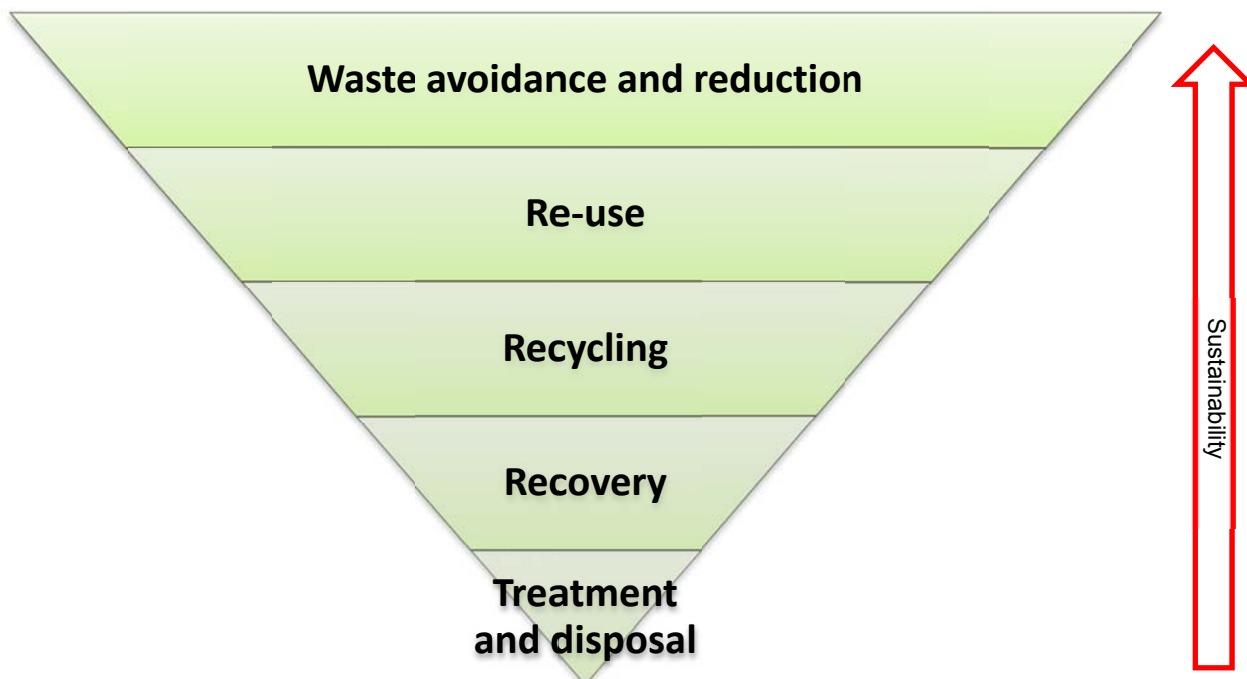 Waste avoidance and reduction
Re-use
Recycling
Recovery
Treatment
and disposal
Sustainability